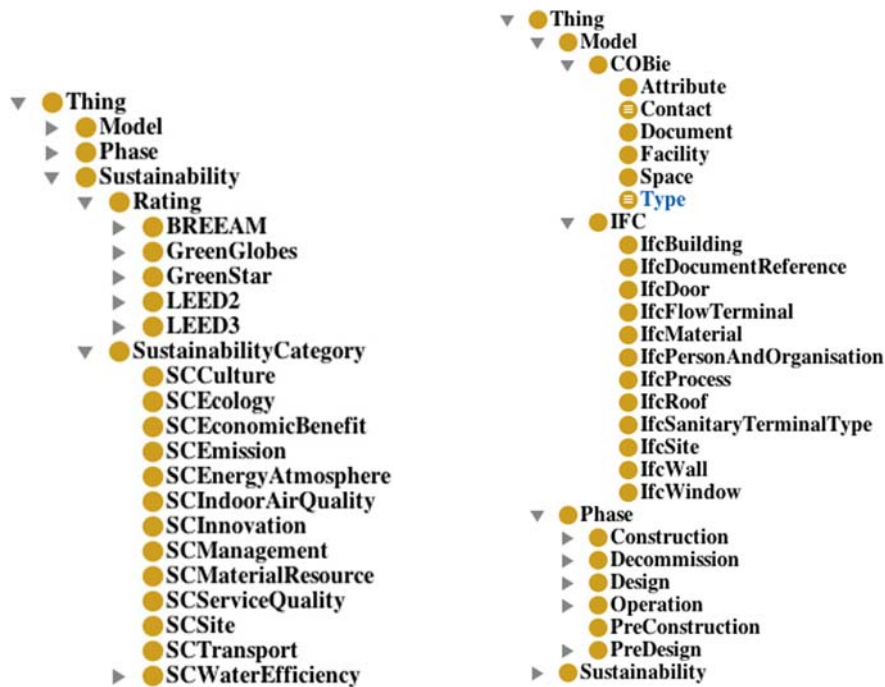 Thing
Model
Phase
Sustainability
Rating
BREEAM
GreenGlobes
GreenStar
LEED2
LEED3
SustainabilityCategory
SCCulture
SCEcology
SCEconomicBenefit
SCEmission
SCEnergyAtmosphere
SCIndoorAirQuality
SCInnovation
SCManagement
SCMaterialResource
SCServiceQuality
SCSite
SCTransport
SCWaterEfficiency
Thing
Model
COBie
Attribute
Contact
Document
Facility
Space
Type
IFC
IfcBuilding
IfcDocumentReference
IfcDoor
IfcFlowTerminal
IfcMaterial
IfcPersonAndOrganisation
IfcProcess
IfcRoof
IfcSanitaryTerminalType
IfcSite
IfcWall
IfcWindow
Phase
Construction
Decommission
Design
Operation
PreConstruction
PreDesign
Sustainability